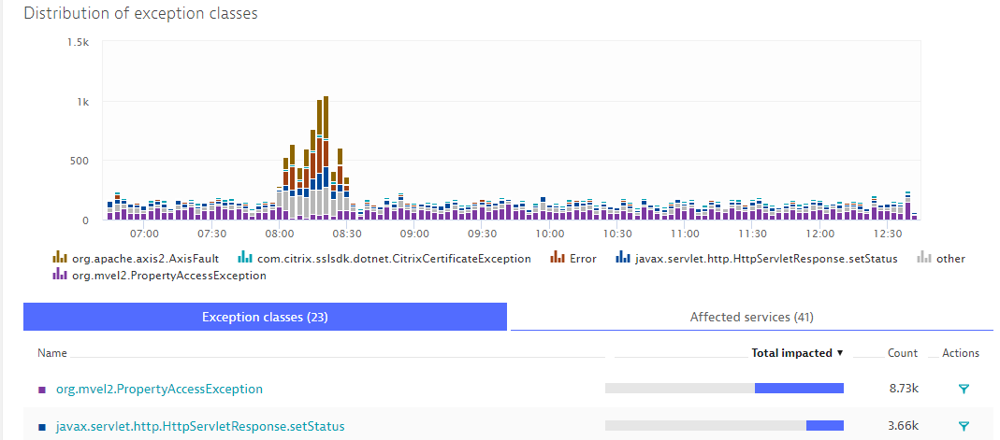 Distribution of exception classes
1.5k
1k
500
0
07:00 07:30 08:00 08:30 09:00 09:30 10:00 10:30 11:00 11:30 12:00 12:30
org.apache.axis2.AxisFault com.citrix.sslsdk.dotnet.CitrixCertificateException Error javax.servlet.http.HttpServletResponse.setStatus other
org.mvel2.PropertyAccessException
Exception classes (23) Affected services (41)
Name Total impacted ▼ Count Actions
org.mvel2.PropertyAccessException 8.73k
javax.servlet.http.HttpServletResponse.setStatus 3.66k